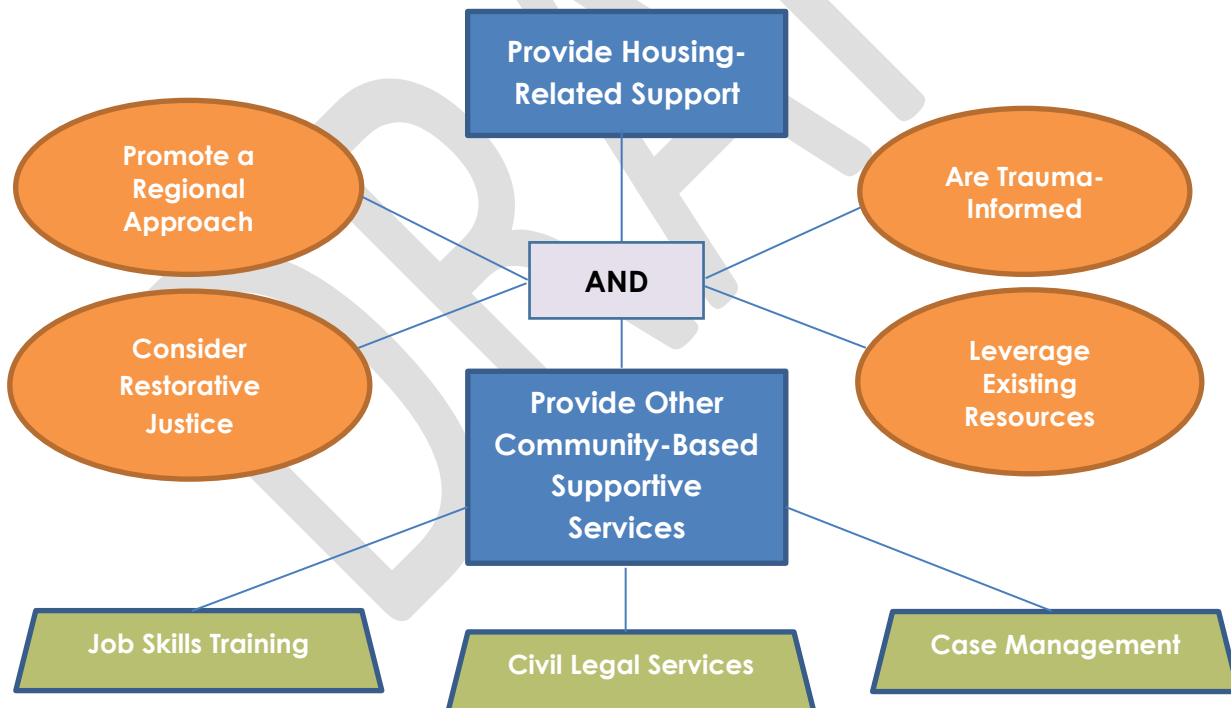 Provide Housing-
Related Support
Promote a
Regional
Approach
Are Trauma-
Informed
AND
Consider
Restorative
Justice
Leverage
Existing
Resources
Provide Other
Community-Based
Supportive
Services
Job Skills Training
Civil Legal Services
Case Management
DRA